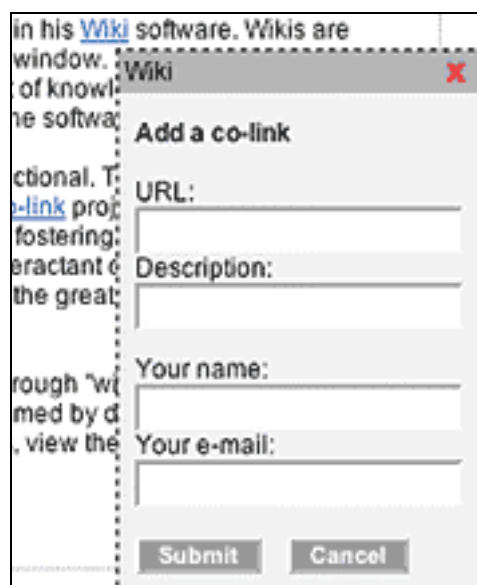 in his Wiki software. Wikis are
window.
of knowl
he softwa
ctional. T
o-link proj
fostering
eractant
the great
rough "wi
med by d
, view the
Wiki
Add a co-link
URL:
Description:
Your name:
Your e-mail:
Submit Cancel